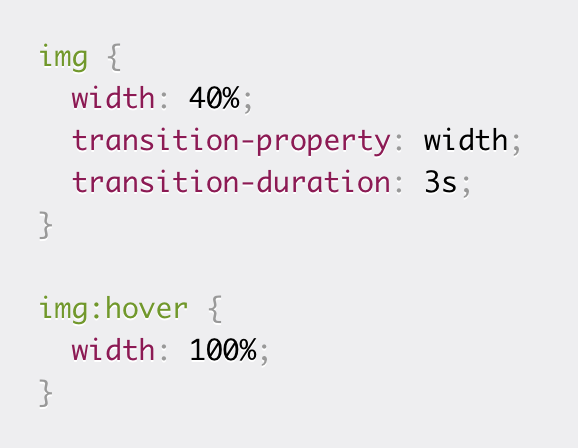 img {
  width: 40%;
  transition-property: width;
  transition-duration: 3s;
}

img:hover {
  width: 100%;
}